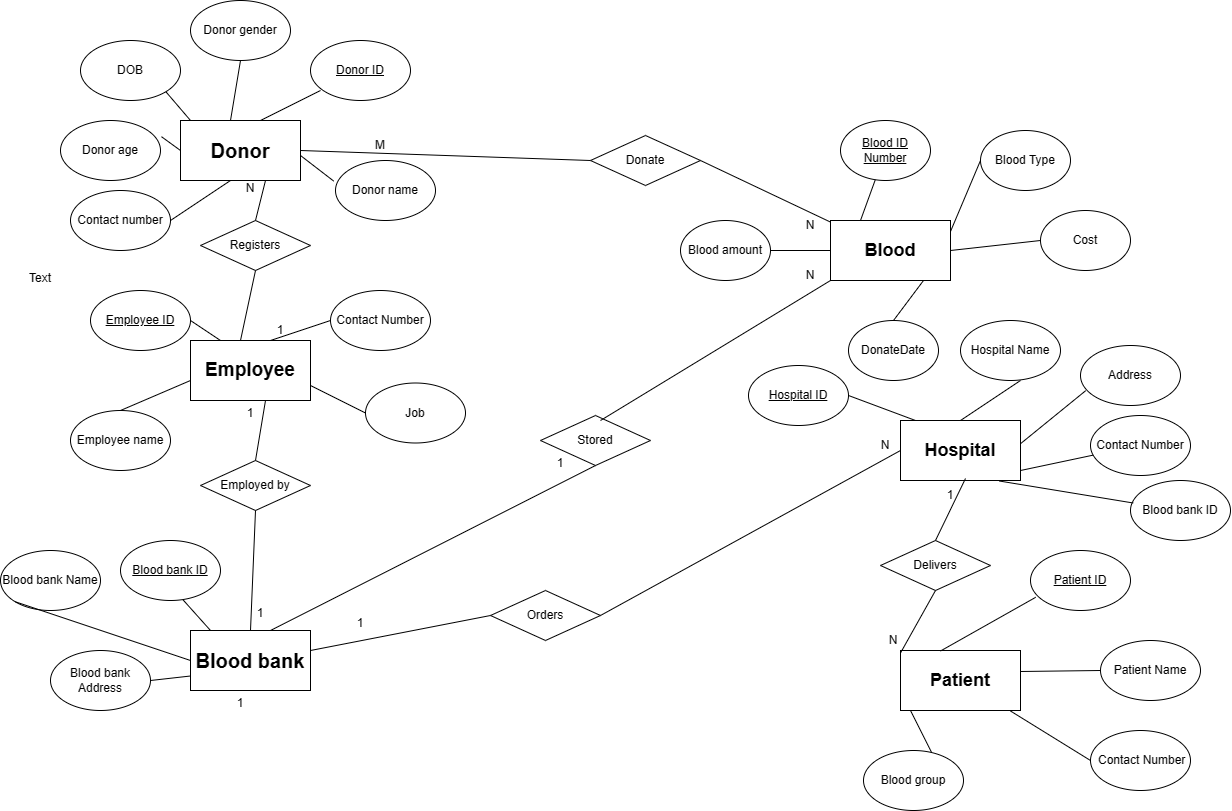 Donor gender
DOB
Donor ID
Donor age
Donor
M
Donate
Blood ID
Number
Blood Type
N
Donor name
Contact number
Registers
N
Blood amount
Blood
Cost
N
Text
Employee ID
1
Contact Number
DonateDate
Hospital Name
Employee
Hospital ID
Address
1
Job
Employee name
Stored
N
Hospital
Contact Number
1
Employed by
1
Blood bank ID
Blood bank Name
Blood bank ID
Delivers
Patient ID
1
1
Orders
N
Blood bank
Blood bank
Address
Patient
Patient Name
1
Blood group
Contact Number